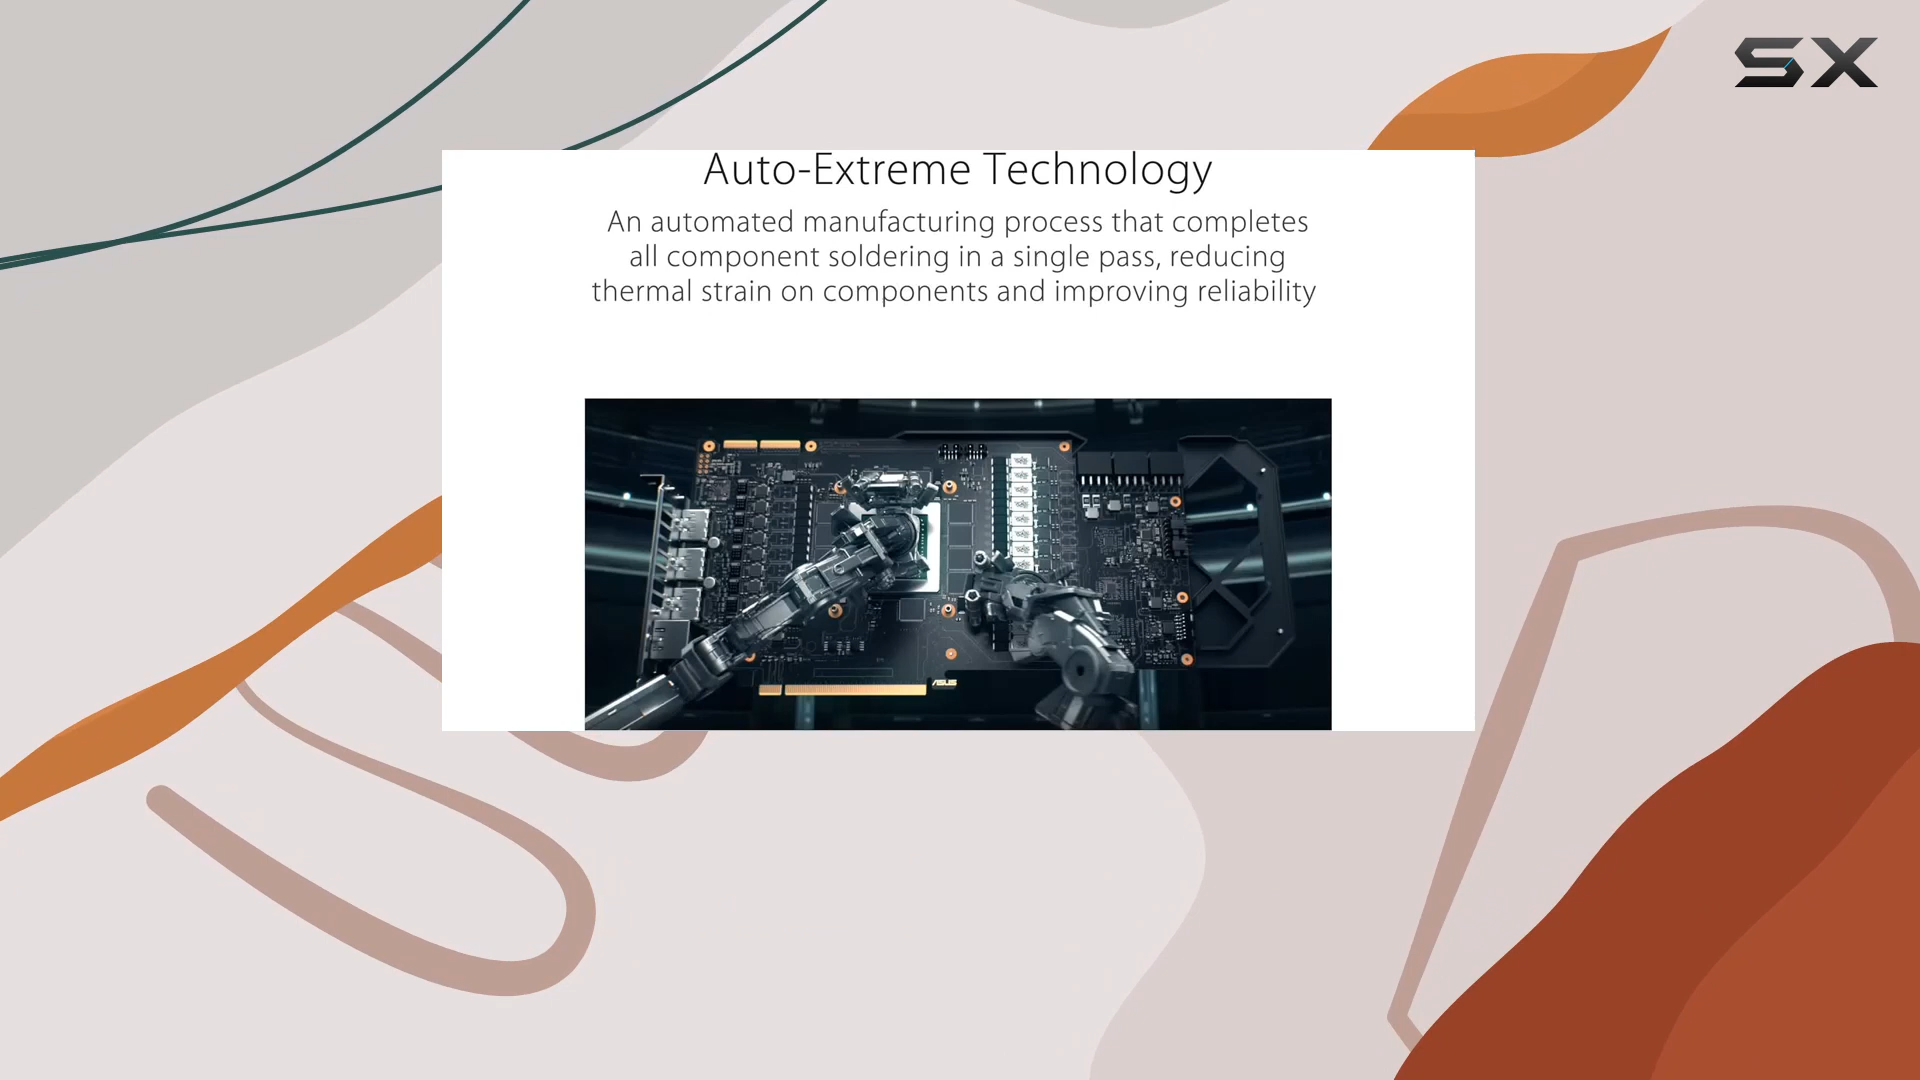 SX
Auto-Extreme Technology
An automated manufacturing process that completes
all component soldering in a single pass, reducing
thermal strain on components and improving reliability
ASUS